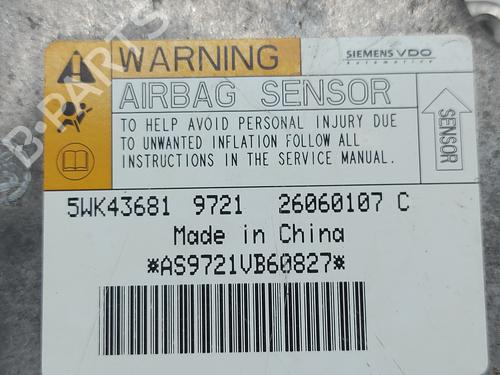 WARNING
SIEMENS VDO
Automotive
AIRBAG SENSOR
TO HELP AVOID PERSONAL INJURY DUE
TO UNWANTED INFLATION FOLLOW ALL
INSTRUCTIONS IN THE SERVICE MANUAL.
SENSOR
5WK43681 9721 26060107 C
Made in China
*AS9721VB60827*
B-PARTS